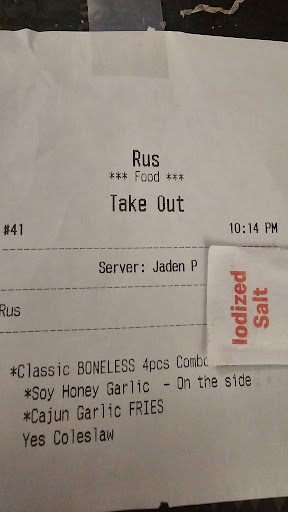 Rus
*** Food ***
Take Out
#41 10:14 PM
Server: Jaden P
Rus
Iodized
Salt
*Classic BONELESS 4pcs Combo
*Soy Honey Garlic - On the side
*Cajun Garlic FRIES
Yes Coleslaw